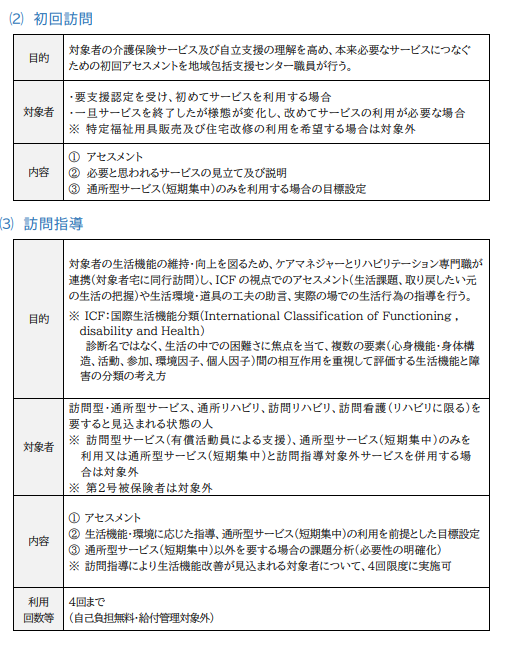 ⑵ 初回訪問
目的
対象者の介護保険サービス及び自立支援の理解を高め、本来必要なサービスにつなぐ
ための初回アセスメントを地域包括支援センター職員が行う。
対象者
・要支援認定を受け、初めてサービスを利用する場合
・一旦サービスを終了したが様態が変化し、改めてサービスの利用が必要な場合
※ 特定福祉用具販売及び住宅改修の利用を希望する場合は対象外
内容
① アセスメント
② 必要と思われるサービスの見立て及び説明
③ 通所型サービス(短期集中)のみを利用する場合の目標設定
⑶ 訪問指導
目的
対象者の生活機能の維持・向上を図るため、ケアマネジャーとリハビリテーション専門職が
連携(対象者宅に同行訪問)し、ICFの視点でのアセスメント(生活課題、取り戻したい元
の生活の把握)や生活環境・道具の工夫の助言、実際の場での生活行為の指導を行う。
※ ICF:国際生活機能分類(International Classification of Functioning ,
disability and Health)
診断名ではなく、生活の中での困難さに焦点を当て、複数の要素(心身機能・身体構
造、活動、参加、環境因子、個人因子)間の相互作用を重視して評価する生活機能と障
害の分類の考え方
対象者
訪問型・通所型サービス、通所リハビリ、訪問リハビリ、訪問看護(リハビリに限る)を
要すると見込まれる状態の人
※ 訪問型サービス(有償活動員による支援)、通所型サービス(短期集中)のみを
利用又は通所型サービス(短期集中)と訪問指導対象外サービスを併用する場
合は対象外
※ 第2号被保険者は対象外
内容
① アセスメント
② 生活機能・環境に応じた指導、通所型サービス(短期集中)の利用を前提とした目標設定
③ 通所型サービス(短期集中)以外を要する場合の課題分析(必要性の明確化)
※ 訪問指導により生活機能改善が見込まれる対象者について、4回限度に実施可
利用
回数等
4回まで
(自己負担無料・給付管理対象外)